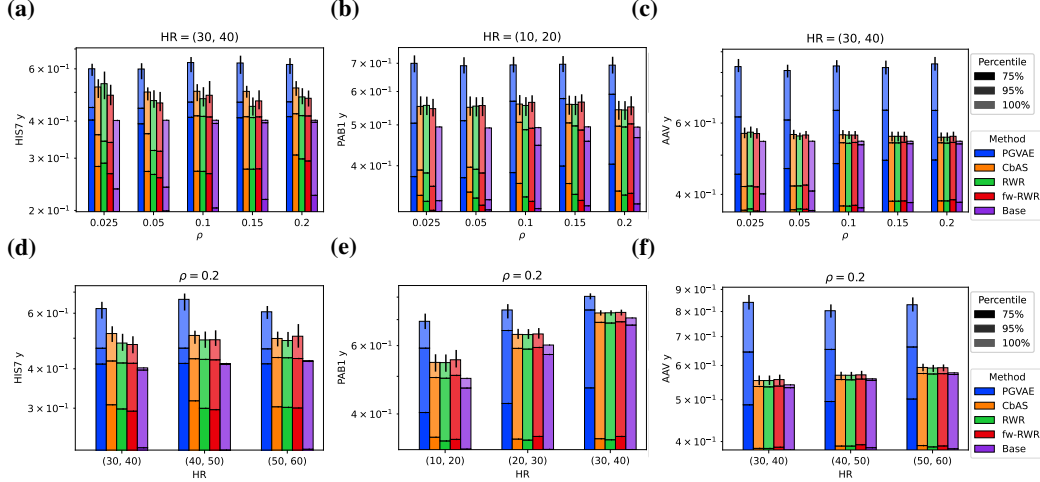 (a)
HR = (30, 40)
HIS7 y
6 × 10⁻¹
4 × 10⁻¹
3 × 10⁻¹
2 × 10⁻¹
0.025 0.05 0.1 0.15 0.2
ρ
(b)
HR = (10, 20)
PAB1 y
7 × 10⁻¹
6 × 10⁻¹
5 × 10⁻¹
4 × 10⁻¹
0.025 0.05 0.1 0.15 0.2
ρ
(c)
HR = (30, 40)
AAV y
6 × 10⁻¹
4 × 10⁻¹
0.025 0.05 0.1 0.15 0.2
ρ
Percentile
75%
95%
100%
Method
PGVAE
CbAS
RWR
fw-RWR
Base
(d)
ρ = 0.2
HIS7 y
6 × 10⁻¹
4 × 10⁻¹
3 × 10⁻¹
(30, 40) (40, 50) (50, 60)
HR
(e)
ρ = 0.2
PAB1 y
6 × 10⁻¹
4 × 10⁻¹
(10, 20) (20, 30) (30, 40)
HR
(f)
ρ = 0.2
AAV y
9 × 10⁻¹
8 × 10⁻¹
7 × 10⁻¹
6 × 10⁻¹
5 × 10⁻¹
4 × 10⁻¹
(30, 40) (40, 50) (50, 60)
HR
Percentile
75%
95%
100%
Method
PGVAE
CbAS
RWR
fw-RWR
Base